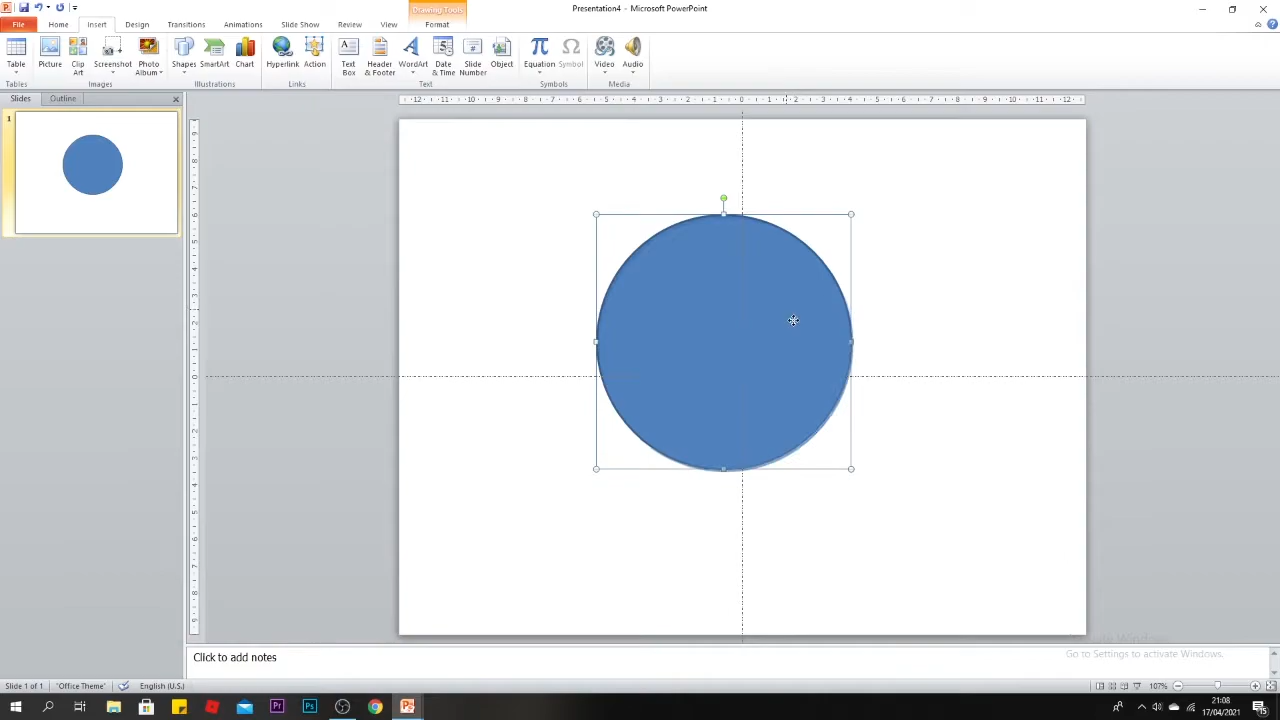 Drawing Tools
Presentation4 - Microsoft PowerPoint
File Home Insert Design Transitions Animations Slide Show Review View Format
Table Picture Clip Art Screenshot Photo Album Shapes SmartArt Chart Hyperlink Action Text Box Header & Footer WordArt Date & Time Slide Number Object Equation Symbol Video Audio
Tables Images Illustrations Links Text Symbols Media
Slides Outline
1
Click to add notes
Go to Settings to activate Windows.
Slide 1 of 1 "Office Theme" English (U.S.) 107%
21:08
17/04/2021